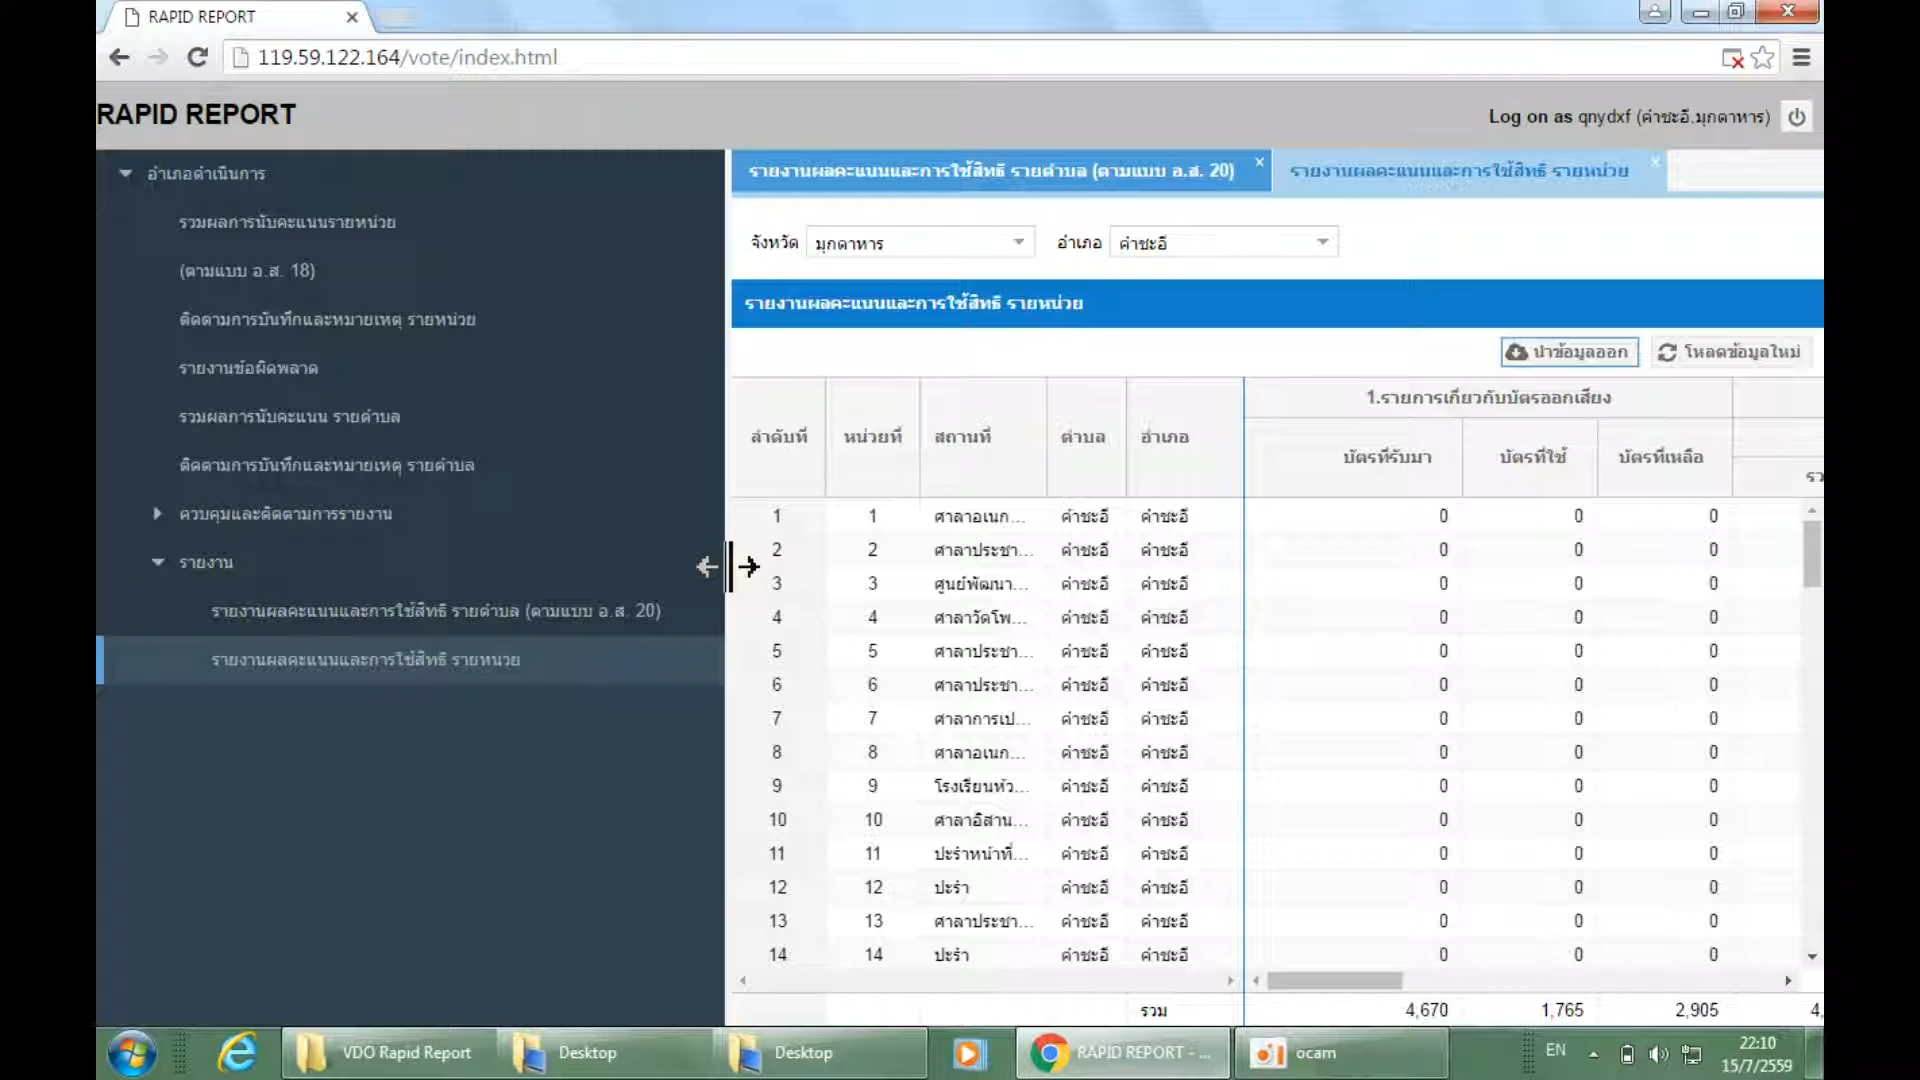 RAPID REPORT
119.59.122.164/vote/index.html
RAPID REPORT
Log on as qnydxf (คำชะอี.มุกดาหาร)
อำเภอดำเนินการ
รวมผลการนับคะแนนรายหน่วย
(ตามแบบ อ.ส. 18)
ติดตามการบันทึกและหมายเหตุ รายหน่วย
รายงานข้อผิดพลาด
รวมผลการนับคะแนน รายตำบล
ติดตามการบันทึกและหมายเหตุ รายตำบล
ควบคุมและติดตามการรายงาน
รายงาน
รายงานผลคะแนนและการใช้สิทธิ รายตำบล (ตามแบบ อ.ส. 20)
รายงานผลคะแนนและการใช้สิทธิ รายหน่วย
รายงานผลคะแนนและการใช้สิทธิ รายตำบล (ตามแบบ อ.ส. 20)
รายงานผลคะแนนและการใช้สิทธิ รายหน่วย
จังหวัด มุกดาหาร อำเภอ คำชะอี
รายงานผลคะแนนและการใช้สิทธิ รายหน่วย
นำข้อมูลออก โหลดข้อมูลใหม่
1.รายการเกี่ยวกับบัตรออกเสียง
ลำดับที่ หน่วยที่ สถานที่ ตำบล อำเภอ บัตรที่รับมา บัตรที่ใช้ บัตรที่เหลือ
1 1 ศาลาอเนก... คำชะอี คำชะอี 0 0 0
2 2 ศาลาประชา... คำชะอี คำชะอี 0 0 0
3 3 ศูนย์พัฒนา... คำชะอี คำชะอี 0 0 0
4 4 ศาลาวัดโพ... คำชะอี คำชะอี 0 0 0
5 5 ศาลาประชา... คำชะอี คำชะอี 0 0 0
6 6 ศาลาประชา... คำชะอี คำชะอี 0 0 0
7 7 ศาลาการเป... คำชะอี คำชะอี 0 0 0
8 8 ศาลาอเนก... คำชะอี คำชะอี 0 0 0
9 9 โรงเรียนหัว... คำชะอี คำชะอี 0 0 0
10 10 ศาลาอิสาน... คำชะอี คำชะอี 0 0 0
11 11 ปะรำหน้าที่... คำชะอี คำชะอี 0 0 0
12 12 ปะรำ คำชะอี คำชะอี 0 0 0
13 13 ศาลาประชา... คำชะอี คำชะอี 0 0 0
14 14 ปะรำ คำชะอี คำชะอี 0 0 0
รวม 4,670 1,765 2,905 4,
VDO Rapid Report
Desktop
Desktop
RAPID REPORT - ...
ocam
EN
22:10
15/7/2559